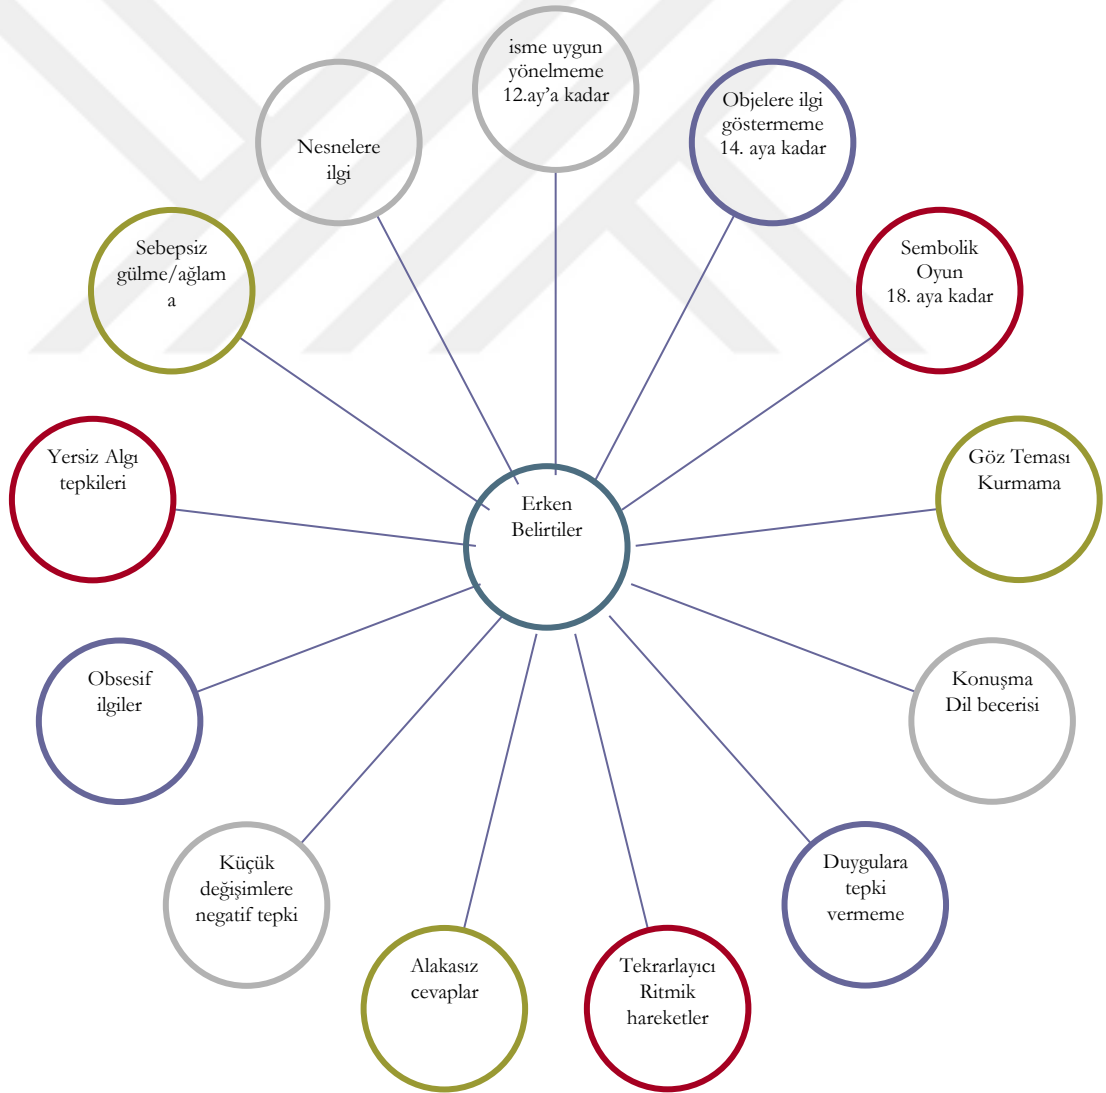 isme uygun
yönelmeme
12.ay’a kadar
Objelere ilgi
göstermeme
14. aya kadar
Sembolik
Oyun
18. aya kadar
Göz Teması
Kurmama
Konuşma
Dil becerisi
Duygulara
tepki
vermeme
Tekrarlayıcı
Ritmik
hareketler
Alakasız
cevaplar
Küçük
değişimlere
negatif tepki
Obsesif
ilgiler
Yersiz Algı
tepkileri
Sebepsiz
gülme/ağlam
a
Nesnelere
ilgi
Erken
Belirtiler